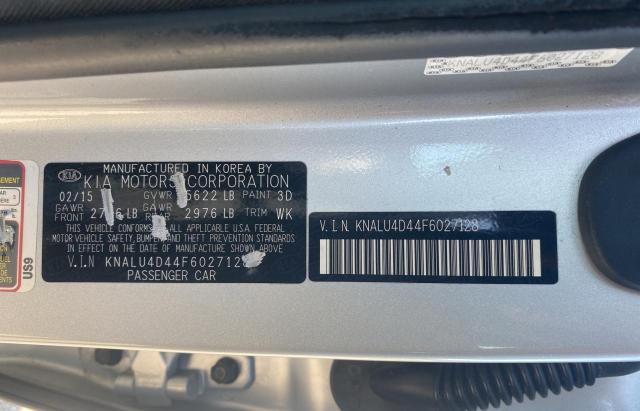 KNALU4D44F6027128
MANUFACTURED IN KOREA BY
KIA
KIA MOTORS CORPORATION
02/15 GVWR 5622 LB PAINT 3D
GAWR GAWR
FRONT LB 2976 LB TRIM WK
THIS VEHICLE CONFORMS TO ALL APPLICABLE U.S. FEDERAL
MOTOR VEHICLE SAFETY, BUMPER, AND THEFT PREVENTION STANDARDS
IN EFFECT ON THE DATE OF MANUFACTURE SHOWN ABOVE
V.I.N KNALU4D44F602712
PASSENGER CAR
V.I.N KNALU4D44F6027128
US9